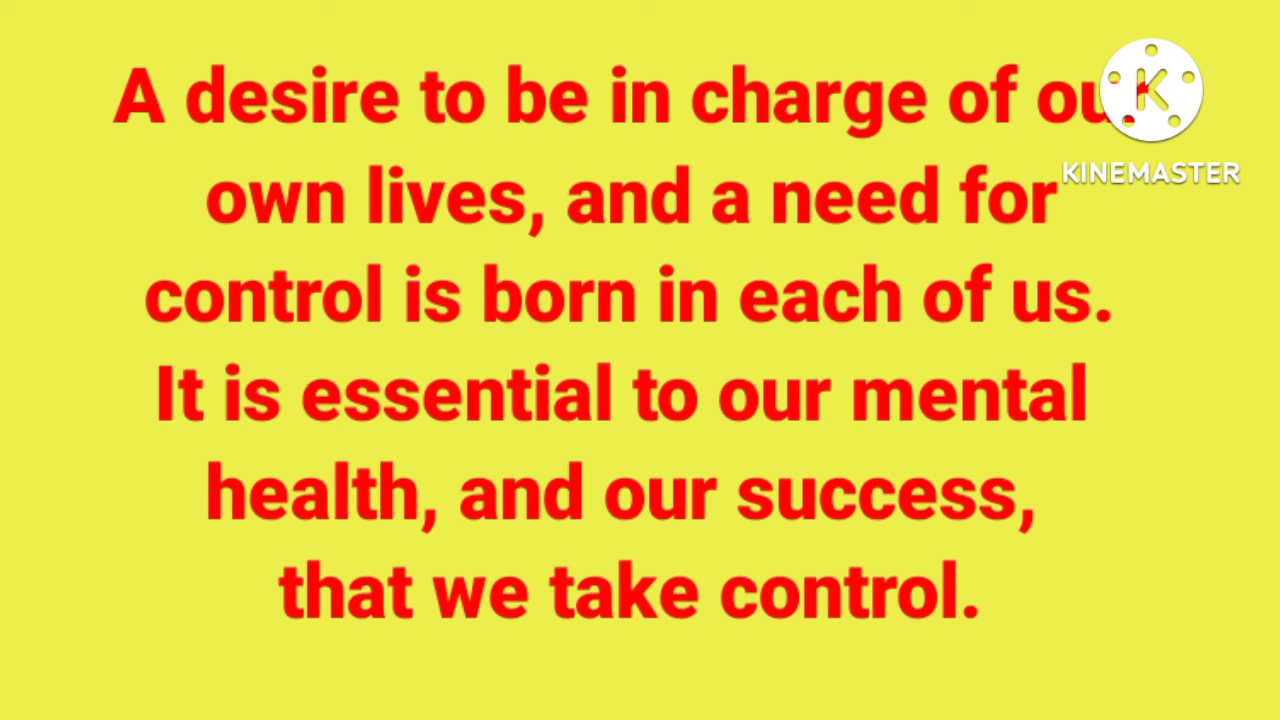 A desire to be in charge of our
own lives, and a need for
KINEMASTER
control is born in each of us.
It is essential to our mental
health, and our success,
that we take control.